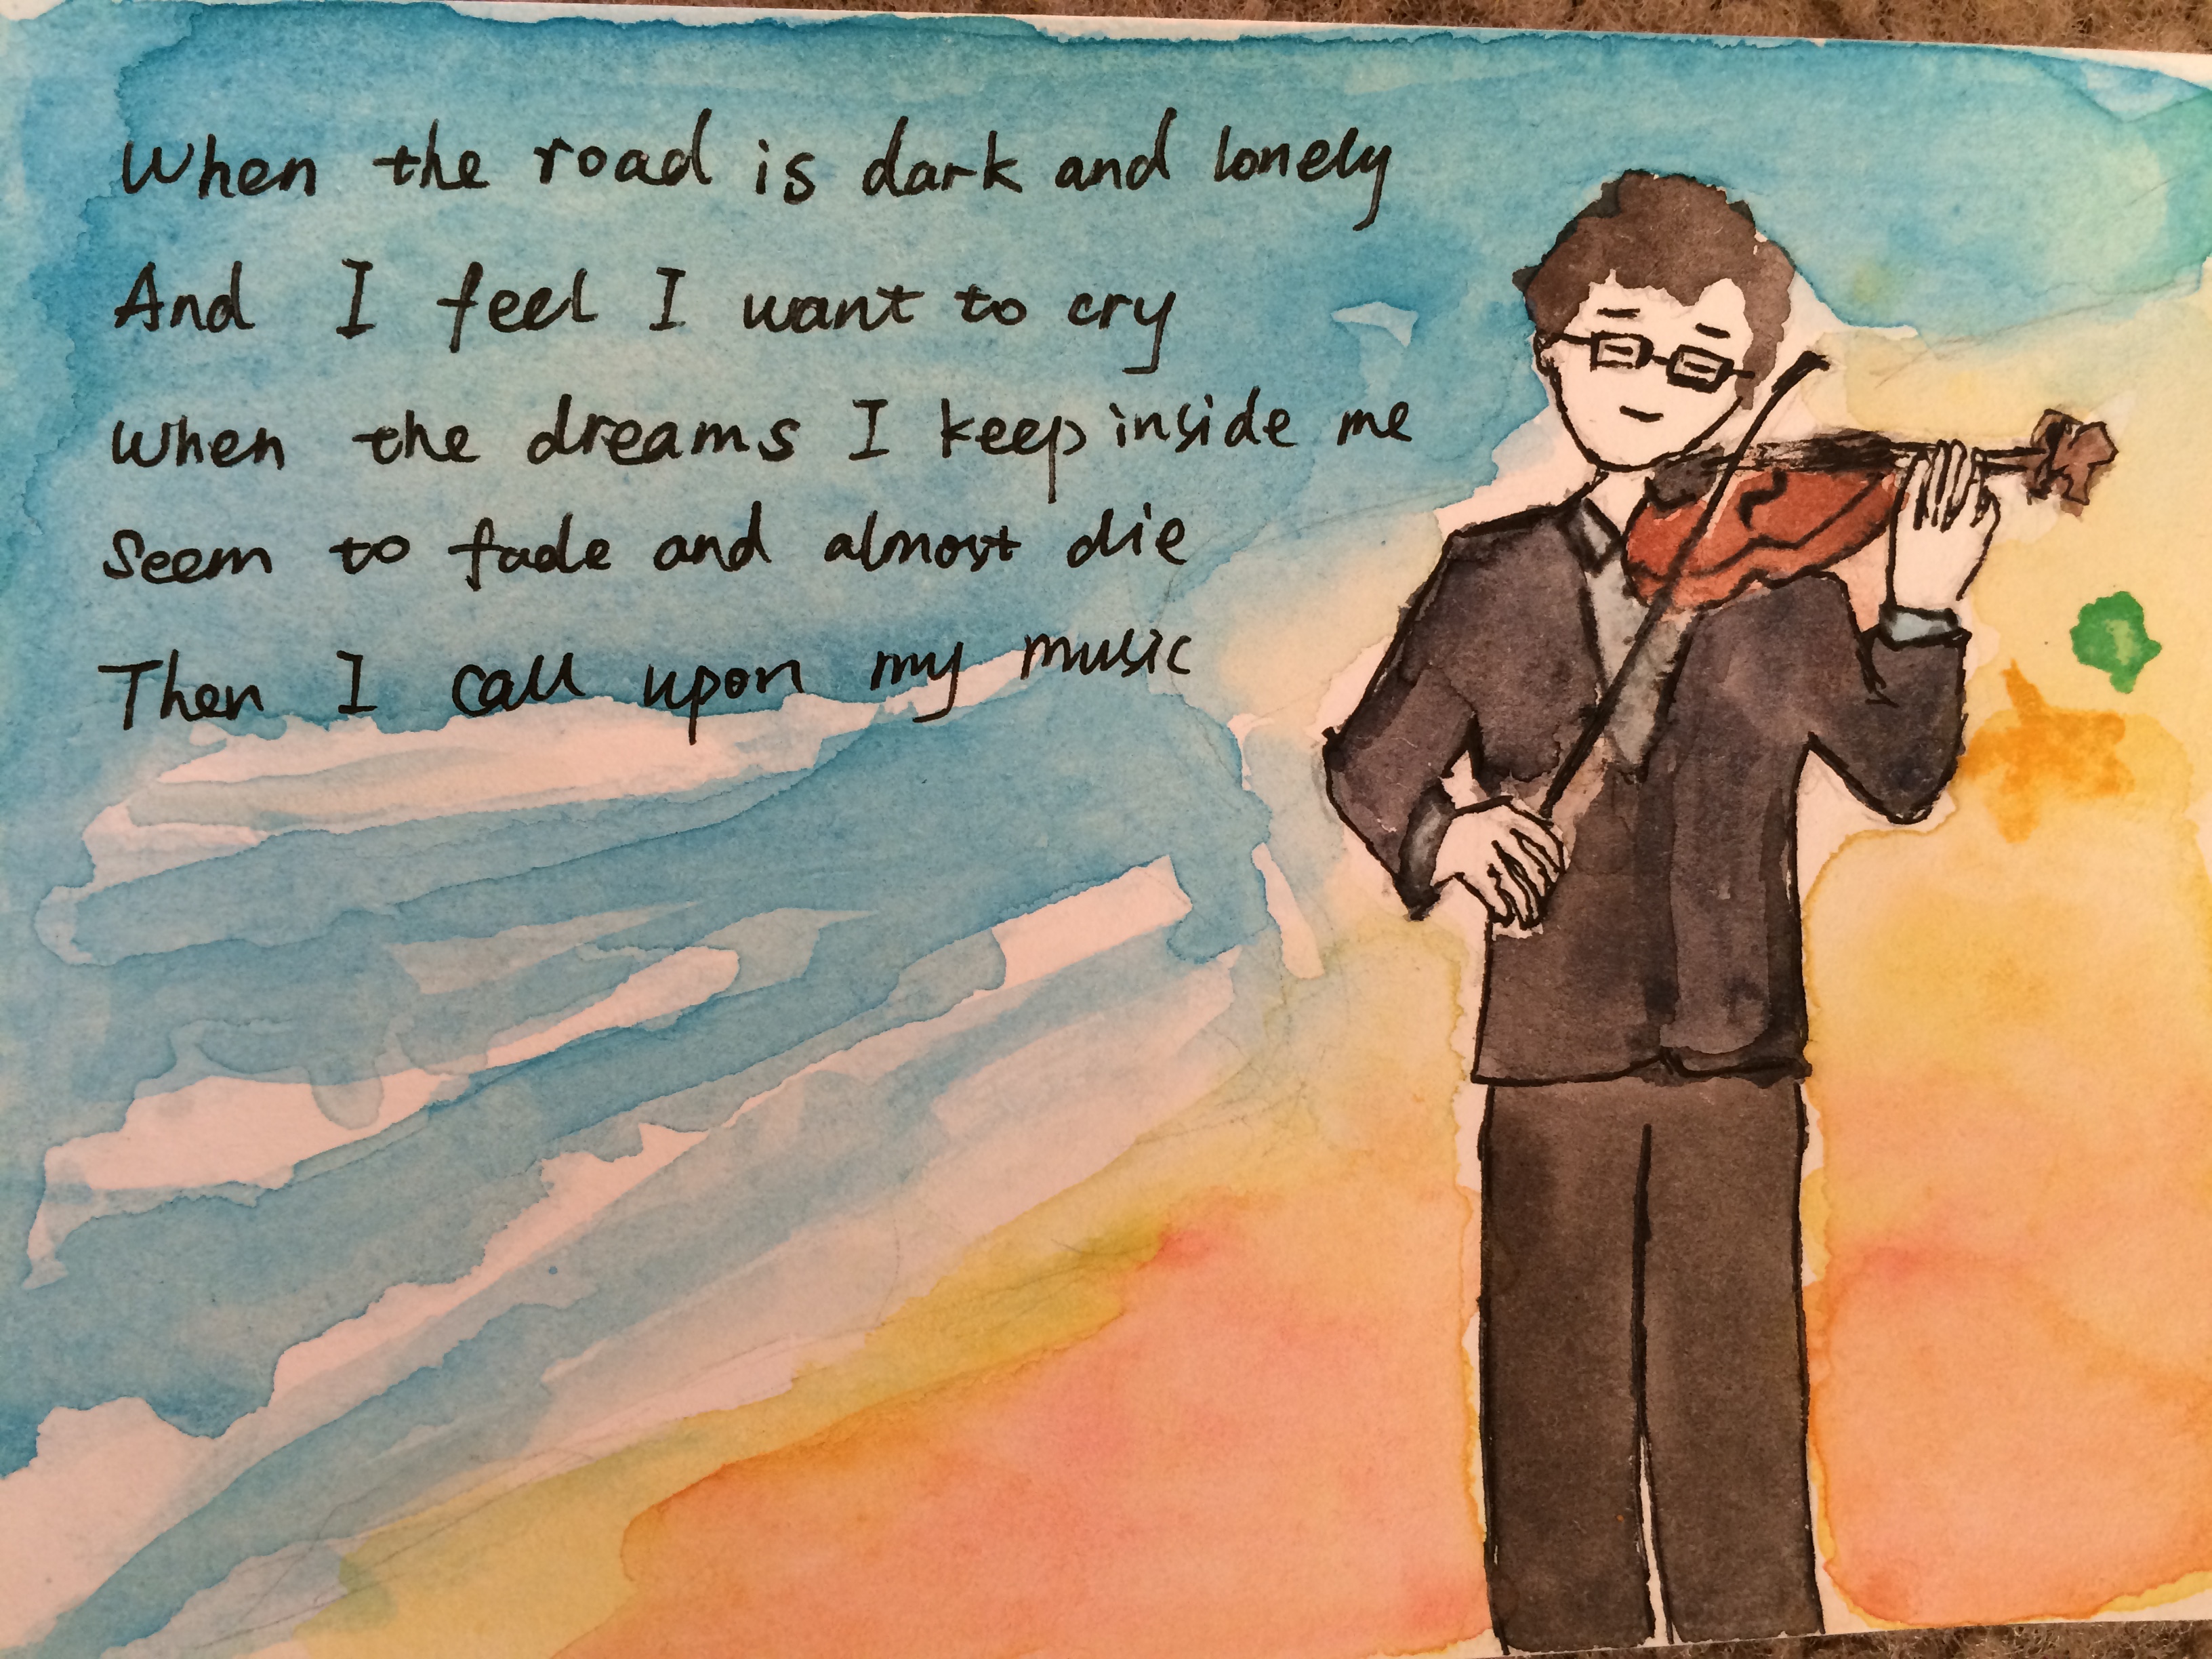 When the road is dark and lonely
And I feel I want to cry
When the dreams I keep inside me
Seem to fade and almost die
Then I call upon my music